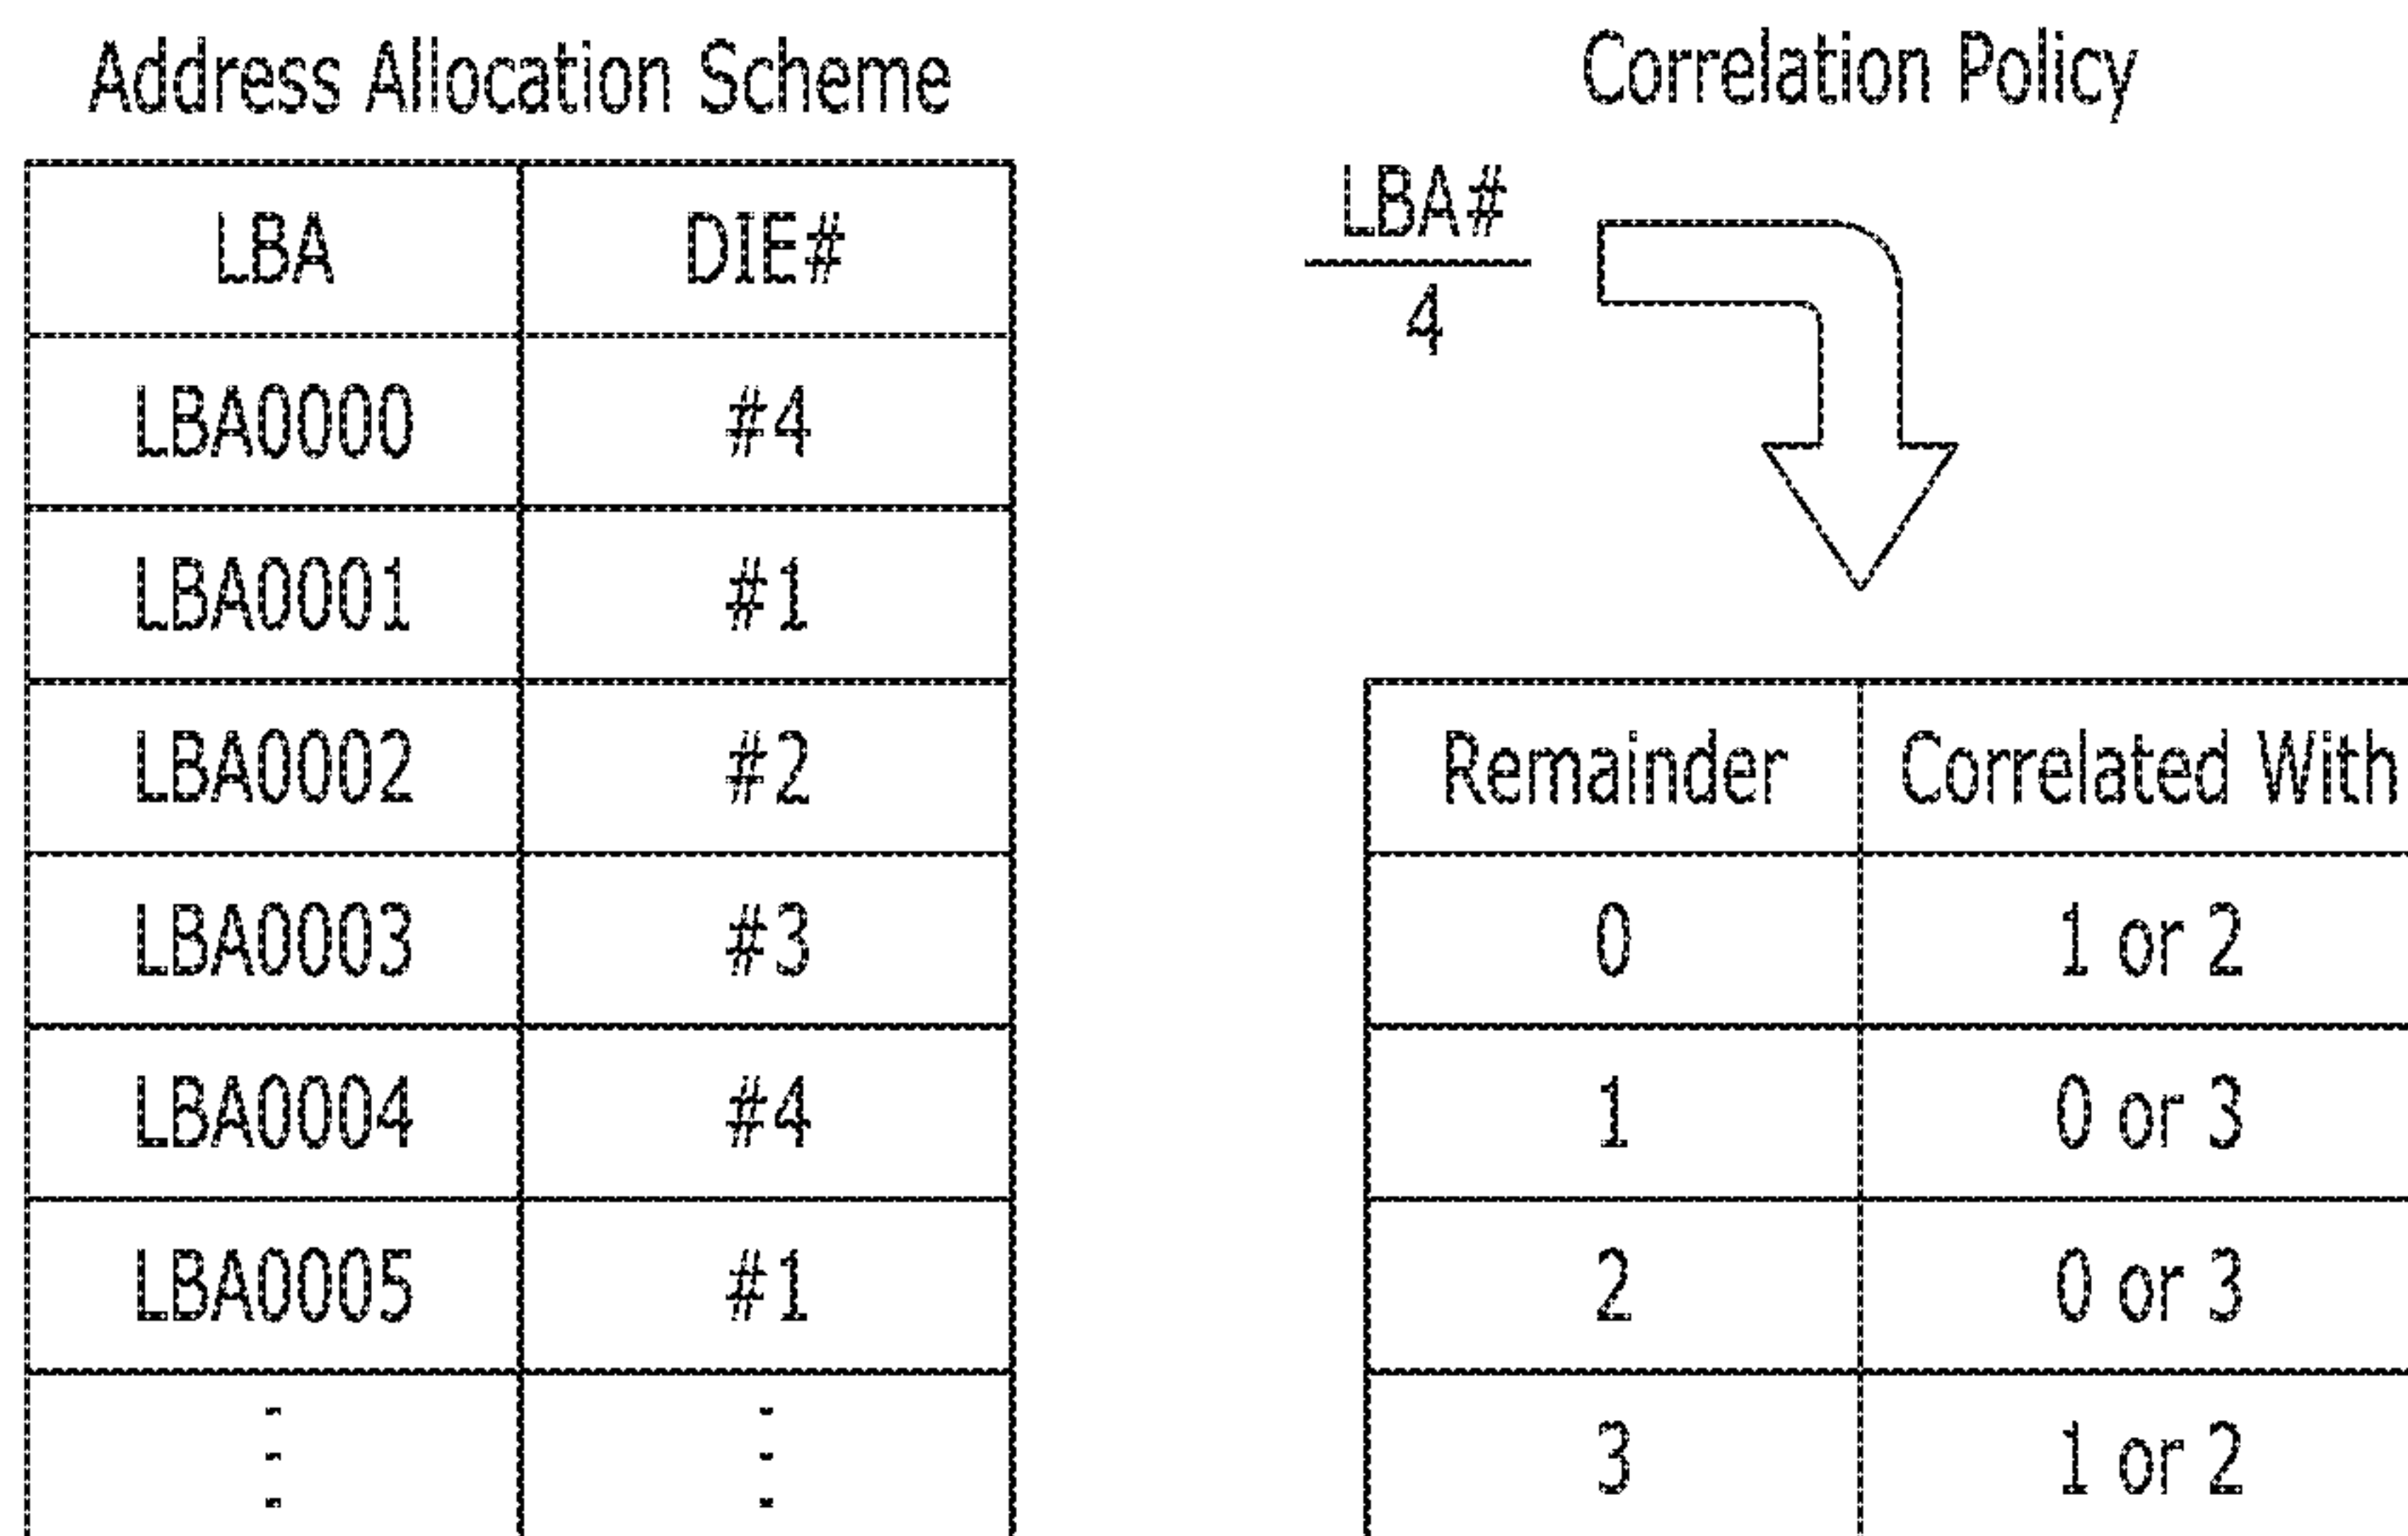 Address Allocation Scheme
LBA DIE#
LBA0000 #4
LBA0001 #1
LBA0002 #2
LBA0003 #3
LBA0004 #4
LBA0005 #1
Correlation Policy
LBA#
4
Remainder Correlated With
0 1 or 2
1 0 or 3
2 0 or 3
3 1 or 2